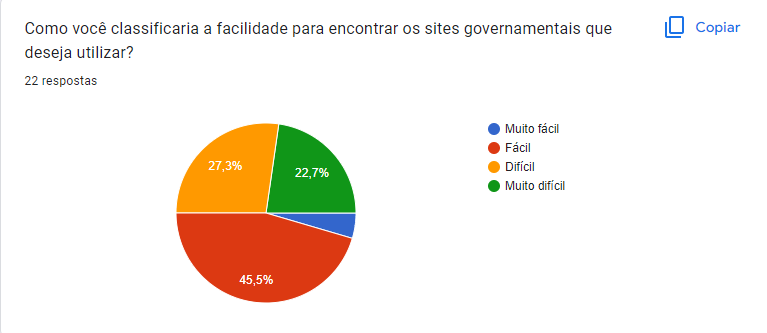 Como você classificaria a facilidade para encontrar os sites governamentais que
deseja utilizar?
Copiar
22 respostas
27,3%
22,7%
45,5%
Muito fácil
Fácil
Difícil
Muito difícil